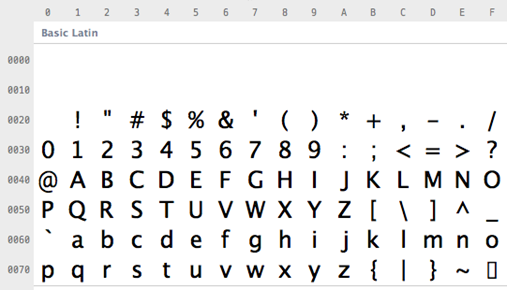 0 1 2 3 4 5 6 7 8 9 A B C D E F
Basic Latin
0000
0010
0020 ! " # $ % & ' ( ) * + , - . /
0030 0 1 2 3 4 5 6 7 8 9 : ; < = > ?
0040 @ A B C D E F G H I J K L M N O
0050 P Q R S T U V W X Y Z [ \ ] ^ _
0060 ` a b c d e f g h i j k l m n o
0070 p q r s t u v w x y z { | } ~ ▯